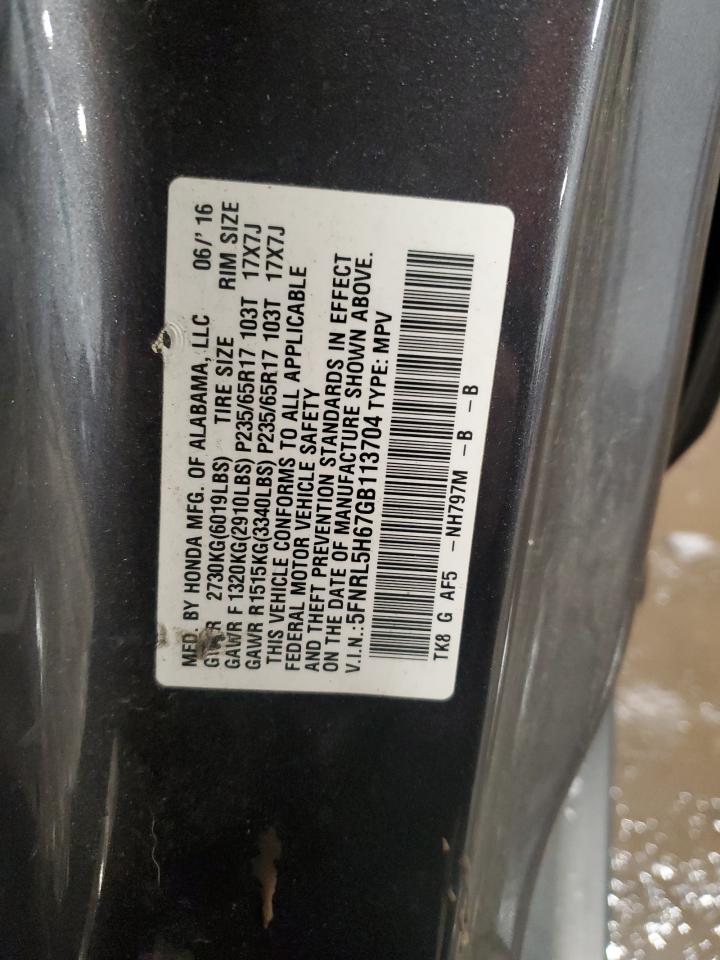 MFD. BY HONDA MFG. OF ALABAMA, LLC 06/'16
GVWR 2730KG(6019LBS) TIRE SIZE RIM SIZE
GAWR F 1320KG(2910LBS) P235/65R17 103T 17X7J
GAWR R1515KG(3340LBS) P235/65R17 103T 17X7J
THIS VEHICLE CONFORMS TO ALL APPLICABLE
FEDERAL MOTOR VEHICLE SAFETY
AND THEFT PREVENTION STANDARDS IN EFFECT
ON THE DATE OF MANUFACTURE SHOWN ABOVE.
V.I.N.:5FNRL5H67GB113704 TYPE: MPV
TK8 G AF5 -NH797M -B -B